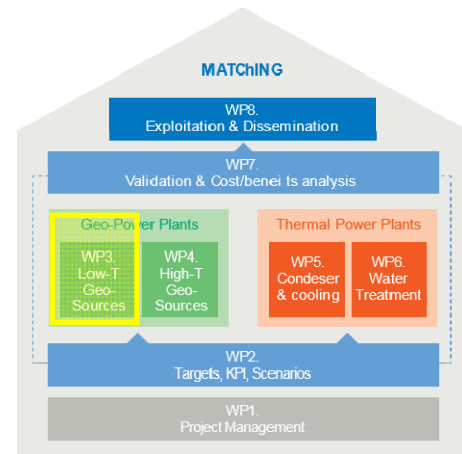 MATChING
WP8.
Exploitation & Dissemination
WP7.
Validation & Cost/benei ts analysis
Geo-Power Plants
Thermal Power Plants
WP3.
Low-T
Geo-
Sources
WP4.
High-T
Geo-
Sources
WP5.
Condeser
& cooling
WP6.
Water
Treatment
WP2.
Targets, KPI, Scenarios
WP1.
Project Management